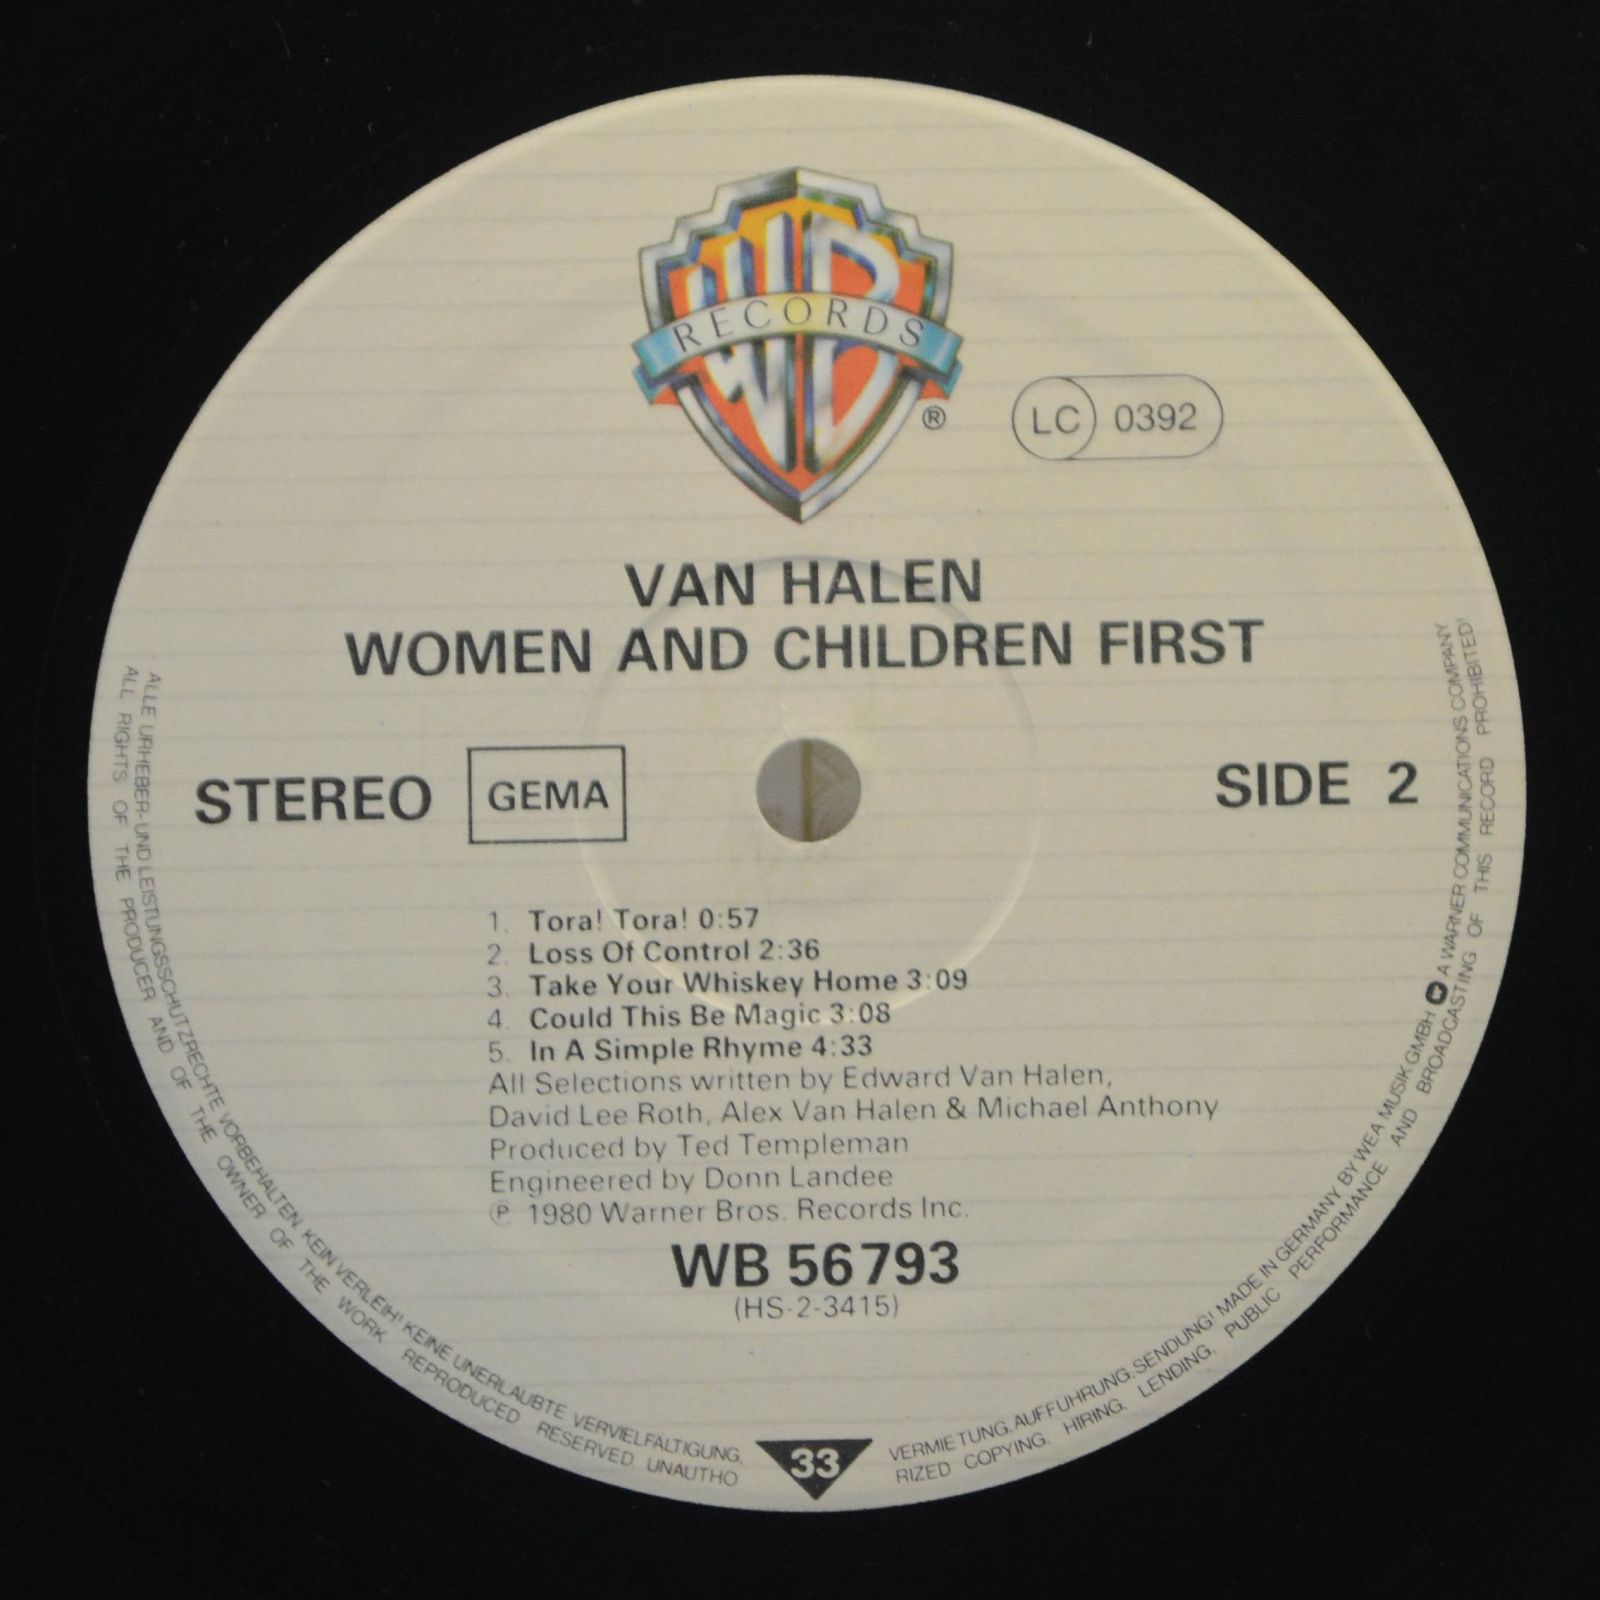 WB
RECORDS
®
LC 0392
VAN HALEN
WOMEN AND CHILDREN FIRST
STEREO GEMA SIDE 2
1. Tora! Tora! 0:57
2. Loss Of Control 2:36
3. Take Your Whiskey Home 3:09
4. Could This Be Magic 3:08
5. In A Simple Rhyme 4:33
All Selections written by Edward Van Halen,
David Lee Roth, Alex Van Halen & Michael Anthony
Produced by Ted Templeman
Engineered by Donn Landee
℗ 1980 Warner Bros. Records Inc.
WB 56 793
(HS-2-3415)
33
ALLE URHEBER- UND LEISTUNGSSCHUTZRECHTE VORBEHALTEN. KEIN VERLEIH! KEINE UNERLAUBTE VERVIELFÄLTIGUNG, VERMIETUNG, AUFFÜHRUNG, SENDUNG! MADE IN GERMANY BY WEA MUSIK GMBH A WARNER COMMUNICATIONS COMPANY
ALL RIGHTS OF THE PRODUCER AND OF THE OWNER OF THE WORK REPRODUCED RESERVED UNAUTHO RIZED COPYING, HIRING, LENDING, PUBLIC PERFORMANCE AND BROADCASTING OF THIS RECORD PROHIBITED!